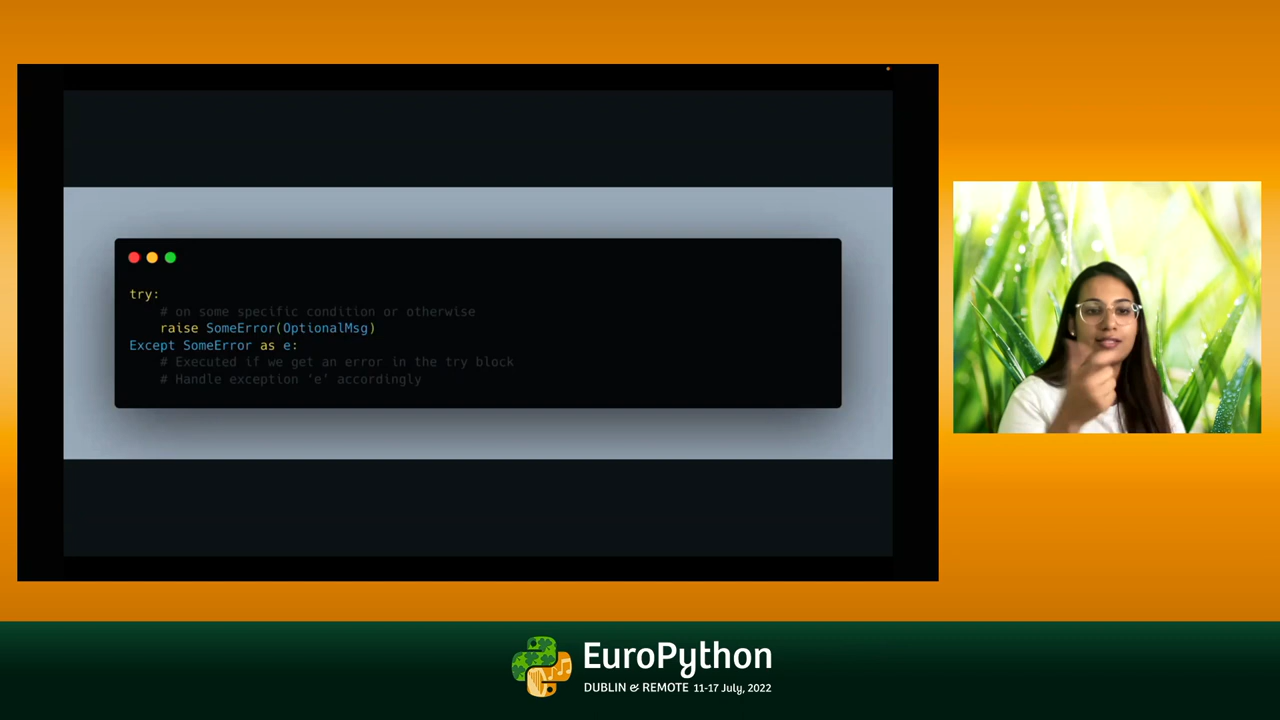 try:
# on some specific condition or otherwise
raise SomeError(OptionalMsg)
Except SomeError as e:
# Executed if we get an error in the try block
# Handle exception ‘e’ accordingly
EuroPython
DUBLIN & REMOTE 11-17 July, 2022